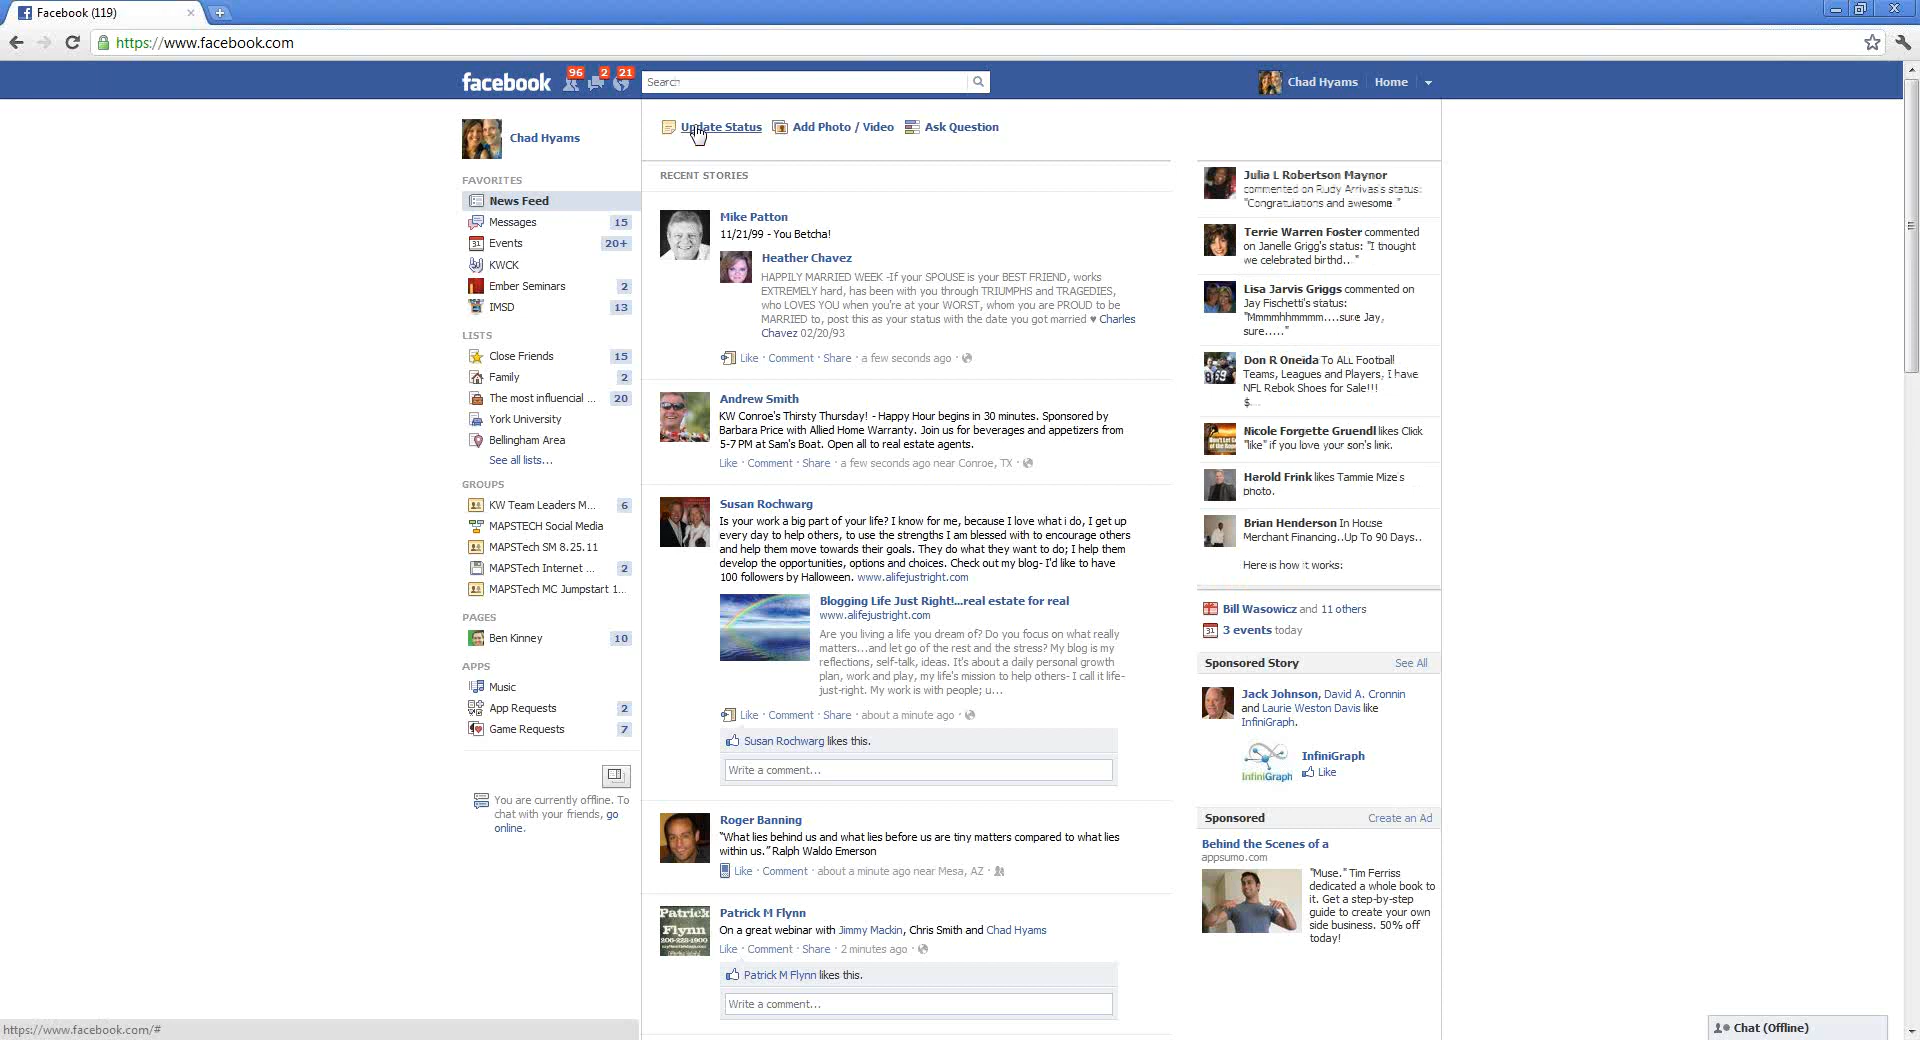 Facebook (119)
https://www.facebook.com
facebook
96
2
21
Search
Chad Hyams
Home
Chad Hyams
FAVORITES
News Feed
Messages 15
Events 20+
KWCK
Ember Seminars 2
IMSD 13
LISTS
Close Friends 15
Family 2
The most influencial ... 20
York University
Bellingham Area
See all lists...
GROUPS
KW Team Leaders M... 6
MAPSTECH Social Media
MAPSTech SM 8.25.11
MAPSTech Internet ... 2
MAPSTech MC Jumpstart 1...
PAGES
Ben Kinney 10
APPS
Music
App Requests 2
Game Requests 7
You are currently offline. To
chat with your friends, go
online.
https://www.facebook.com/#
Update Status Add Photo / Video Ask Question
RECENT STORIES
Mike Patton
11/21/99 - You Betcha!
Heather Chavez
HAPPILY MARRIED WEEK -If your SPOUSE is your BEST FRIEND, works
EXTREMELY hard, has been with you through TRIUMPHS and TRAGEDIES,
who LOVES YOU when you're at your WORST, whom you are PROUD to be
MARRIED to, post this as your status with the date you got married ♥ Charles
Chavez 02/20/93
Like · Comment · Share · a few seconds ago ·
Andrew Smith
KW Conroe's Thirsty Thursday! - Happy Hour begins in 30 minutes. Sponsored by
Barbara Price with Allied Home Warranty. Join us for beverages and appetizers from
5-7 PM at Sam's Boat. Open all to real estate agents.
Like · Comment · Share · a few seconds ago near Conroe, TX ·
Susan Rochwarg
Is your work a big part of your life? I know for me, because I love what i do, I get up
every day to help others, to use the strengths I am blessed with to encourage others
and help them move towards their goals. They do what they want to do; I help them
develop the opportunities, options and choices. Check out my blog- I'd like to have
100 followers by Halloween. www.alifejustright.com
Blogging Life Just Right!...real estate for real
www.alifejustright.com
Are you living a life you dream of? Do you focus on what really
matters...and let go of the rest and the stress? My blog is my
reflections, self-talk, ideas. It's about a daily personal growth
plan, work and play, my life's mission to help others- I call it life-
just-right. My work is with people; u...
Like · Comment · Share · about a minute ago ·
Susan Rochwarg likes this.
Write a comment...
Roger Banning
"What lies behind us and what lies before us are tiny matters compared to what lies
within us." Ralph Waldo Emerson
Like · Comment · about a minute ago near Mesa, AZ ·
Patrick
Flynn
206-228-1900
Patrick M Flynn
On a great webinar with Jimmy Mackin, Chris Smith and Chad Hyams
Like · Comment · Share · 2 minutes ago ·
Patrick M Flynn likes this.
Write a comment...
Julia L Robertson Maynor
commented on Rudy Arrivas's status:
"Congratulations and awesome "
Terrie Warren Foster commented
on Janelle Grigg's status: "I thought
we celebrated birthd..."
Lisa Jarvis Griggs commented on
Jay Fischetti's status:
"Mmmmhhmmmm....sure Jay,
sure....."
Don R Oneida To ALL Football
Teams, Leagues and Players, I have
NFL Rebok Shoes for Sale!!!
$...
Nicole Forgette Gruendl likes Click
"like" if you love your son's link.
Harold Frink likes Tammie Mize's
photo.
Brian Henderson In House
Merchant Financing..Up To 90 Days..
Here is how it works:
Bill Wasowicz and 11 others
3 events today
Sponsored Story See All
Jack Johnson, David A. Cronnin
and Laurie Weston Davis like
InfiniGraph.
InfiniGraph
InfiniGraph
Like
Sponsored Create an Ad
Behind the Scenes of a
appsumo.com
"Muse." Tim Ferriss
dedicated a whole book to
it. Get a step-by-step
guide to create your own
side business. 50% off
today!
Chat (Offline)